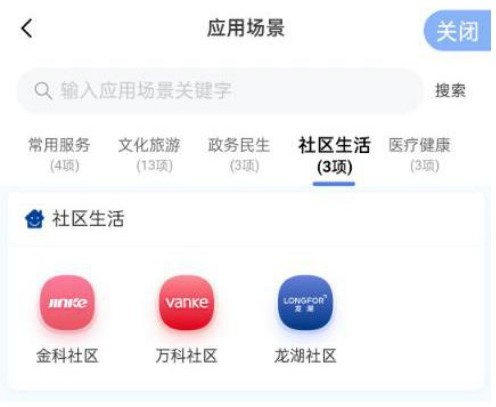 应用场景
关闭
输入应用场景关键字
搜索
常用服务 文化旅游 政务民生 社区生活 医疗健康
(4项) (13项) (3项) (3项) (3项)
社区生活
JINKE vanke LONGFOR
龙湖
金科社区 万科社区 龙湖社区